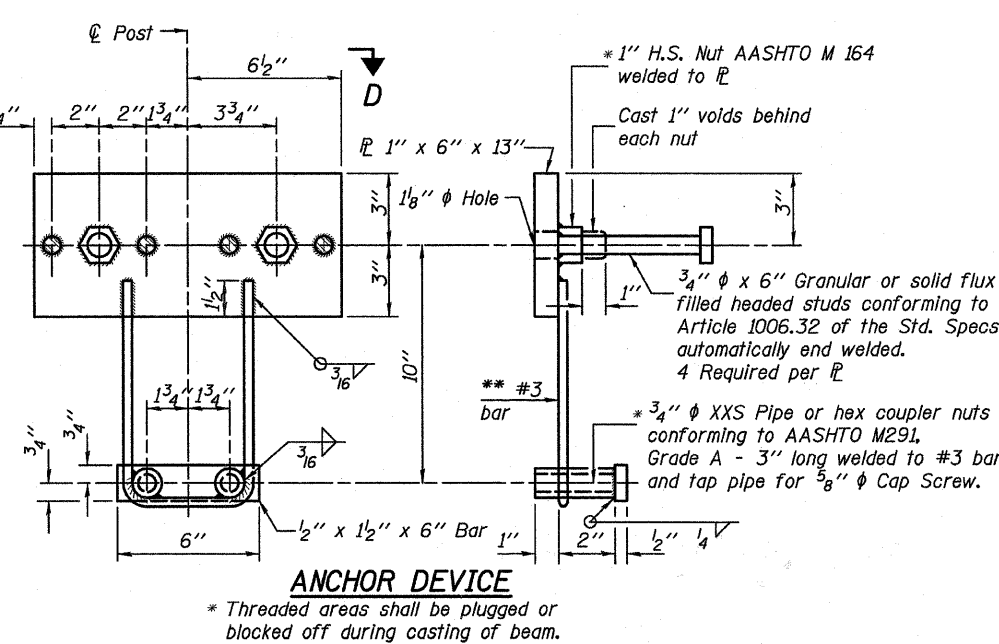 ℄ Post
6½"
D
4"
2"
2"
1¾"
3¾"
* 1" H.S. Nut AASHTO M 164
welded to ⅊
Cast 1" voids behind
each nut
⅊ 1" x 6" x 13"
1⅛" ϕ Hole
3"
3"
3"
1½"
1"
¾" ϕ x 6" Granular or solid flux
filled headed studs conforming to
Article 1006.32 of the Std. Specs
automatically end welded.
4 Required per ⅊
3/16
10"
1¾"
1¾"
** #3
bar
* ¾" ϕ XXS Pipe or hex coupler nuts
conforming to AASHTO M291,
Grade A - 3" long welded to #3 bar
and tap pipe for ⅝" ϕ Cap Screw.
¾"
¾"
3/16
½" x 1½" x 6" Bar
6"
1"
2"
½"
¼
ANCHOR DEVICE
* Threaded areas shall be plugged or
blocked off during casting of beam.